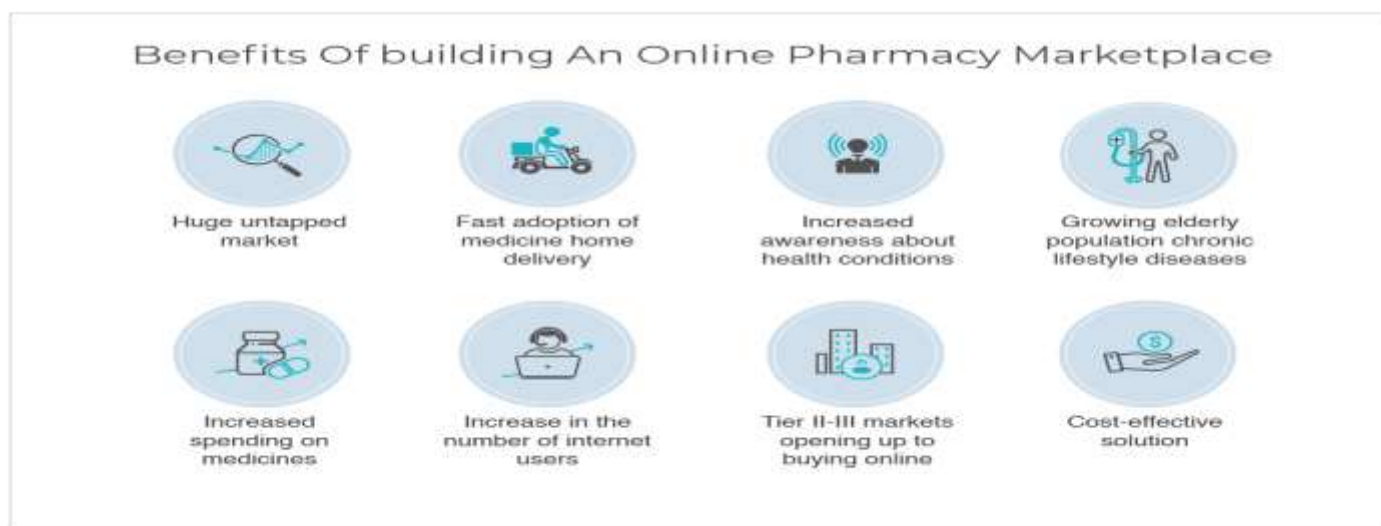 Benefits Of building An Online Pharmacy Marketplace
Huge untapped
market
Fast adoption of
medicine home
delivery
Increased
awareness about
health conditions
Growing elderly
population chronic
lifestyle diseases
Increased
spending on
medicines
Increase in the
number of internet
users
Tier II-III markets
opening up to
buying online
Cost-effective
solution